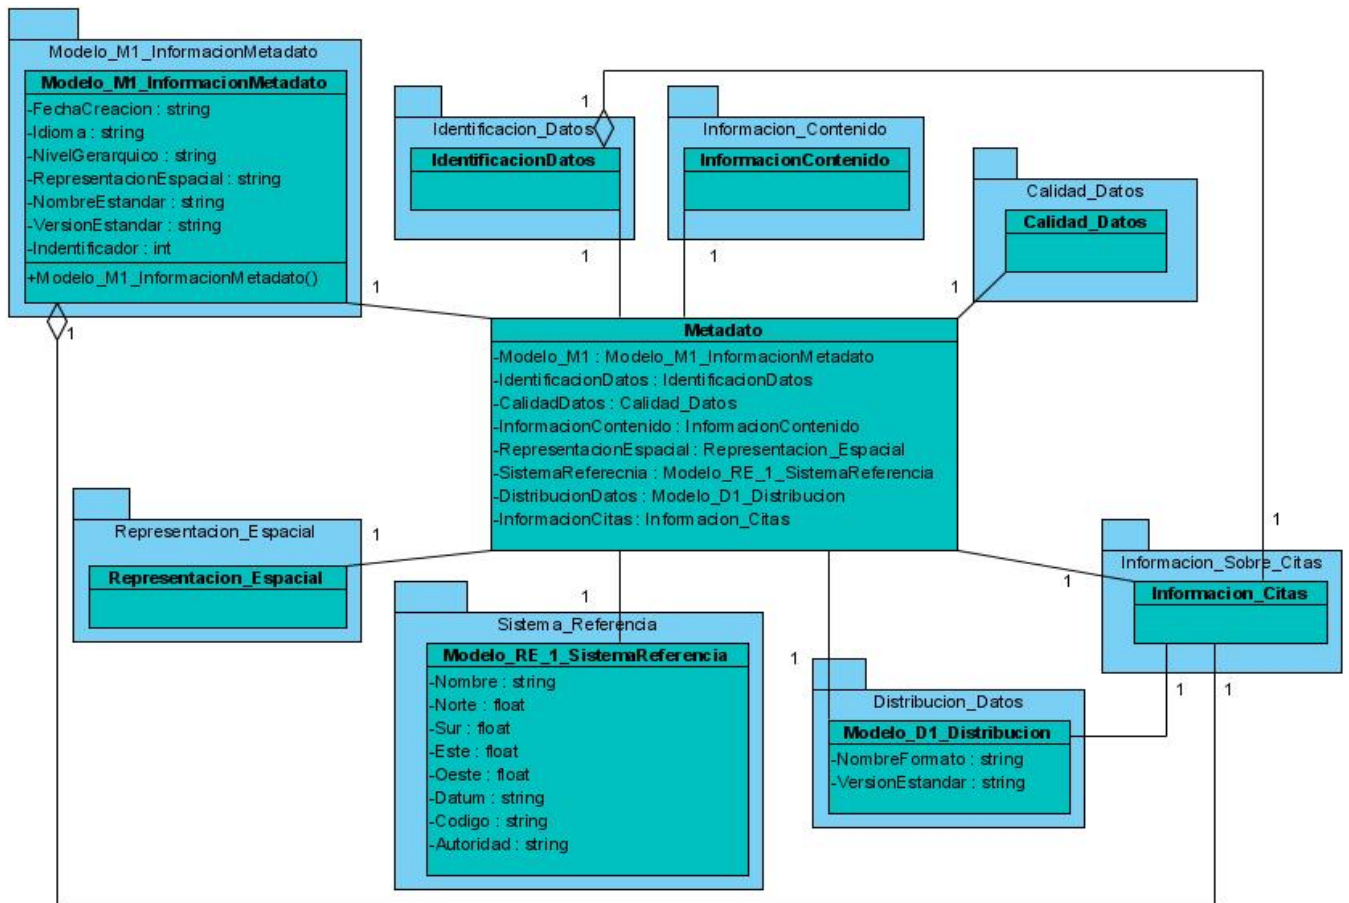 Modelo_M1_InformacionMetadato
Modelo_M1_InformacionMetadato
-FechaCreacion : string
-Idioma : string
-NivelGerarquico : string
-RepresentacionEspacial : string
-NombreEstandar : string
-VersionEstandar : string
-Indentificador : int
+Modelo_M1_InformacionMetadato()
1
1
Identificacion_Datos
IdentificacionDatos
1
1
Informacion_Contenido
InformacionContenido
1
Calidad_Datos
Calidad_Datos
1
Metadato
-Modelo_M1 : Modelo_M1_InformacionMetadato
-IdentificacionDatos : IdentificacionDatos
-CalidadDatos : Calidad_Datos
-InformacionContenido : InformacionContenido
-RepresentacionEspacial : Representacion_Espacial
-SistemaReferecnia : Modelo_RE_1_SistemaReferencia
-DistribucionDatos : Modelo_D1_Distribucion
-InformacionCitas : Informacion_Citas
Representacion_Espacial
Representacion_Espacial
1
1
Sistema_Referencia
Modelo_RE_1_SistemaReferencia
-Nombre : string
-Norte : float
-Sur : float
-Este : float
-Oeste : float
-Datum : string
-Codigo : string
-Autoridad : string
1
Distribucion_Datos
Modelo_D1_Distribucion
-NombreFormato : string
-VersionEstandar : string
1
1
Informacion_Sobre_Citas
Informacion_Citas
1
1